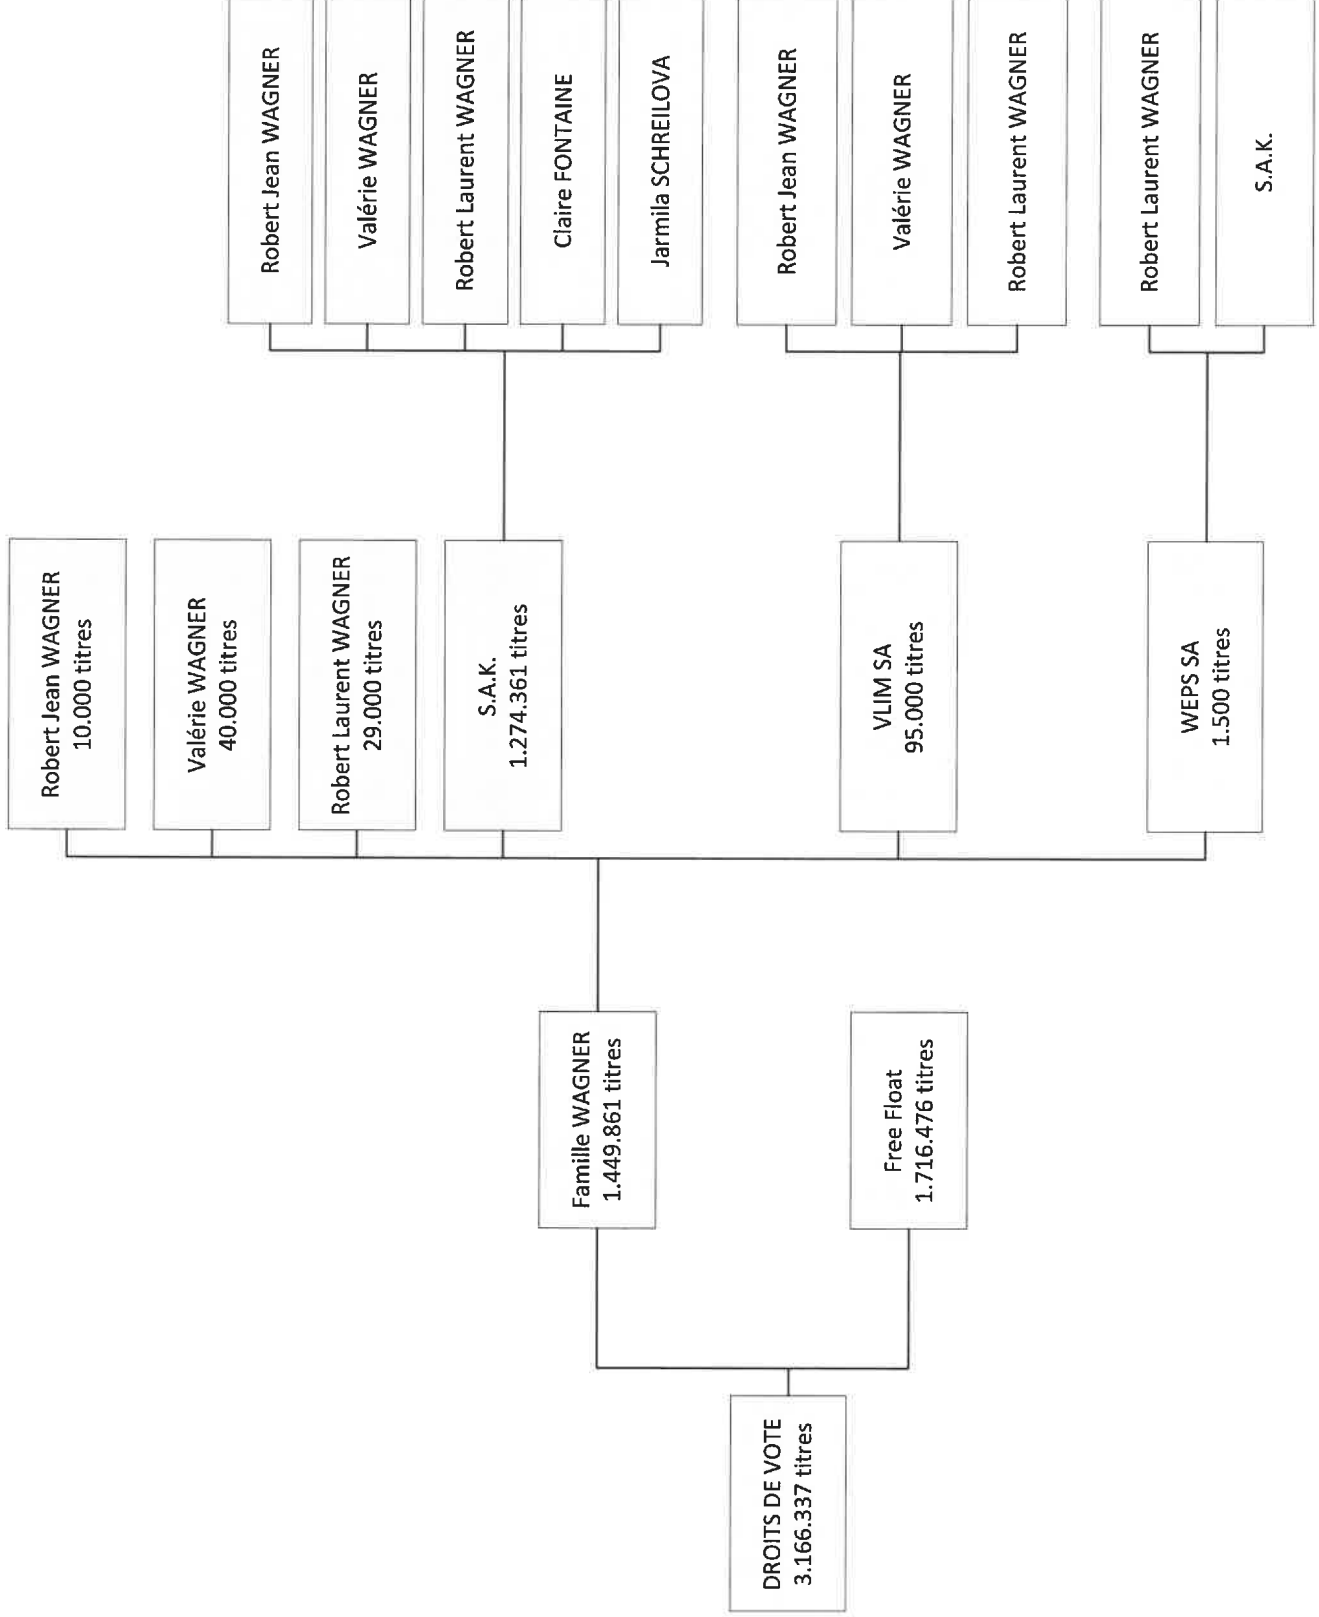 DROITS DE VOTE
3.166.337 titres
Famille WAGNER
1.449.861 titres
Free Float
1.716.476 titres
Robert Jean WAGNER
10.000 titres
Valérie WAGNER
40.000 titres
Robert Laurent WAGNER
29.000 titres
S.A.K.
1.274.361 titres
VLIM SA
95.000 titres
WEPS SA
1.500 titres
Robert Jean WAGNER
Valérie WAGNER
Robert Laurent WAGNER
Claire FONTAINE
Jarmila SCHREILOVA
Robert Jean WAGNER
Valérie WAGNER
Robert Laurent WAGNER
Robert Laurent WAGNER
S.A.K.